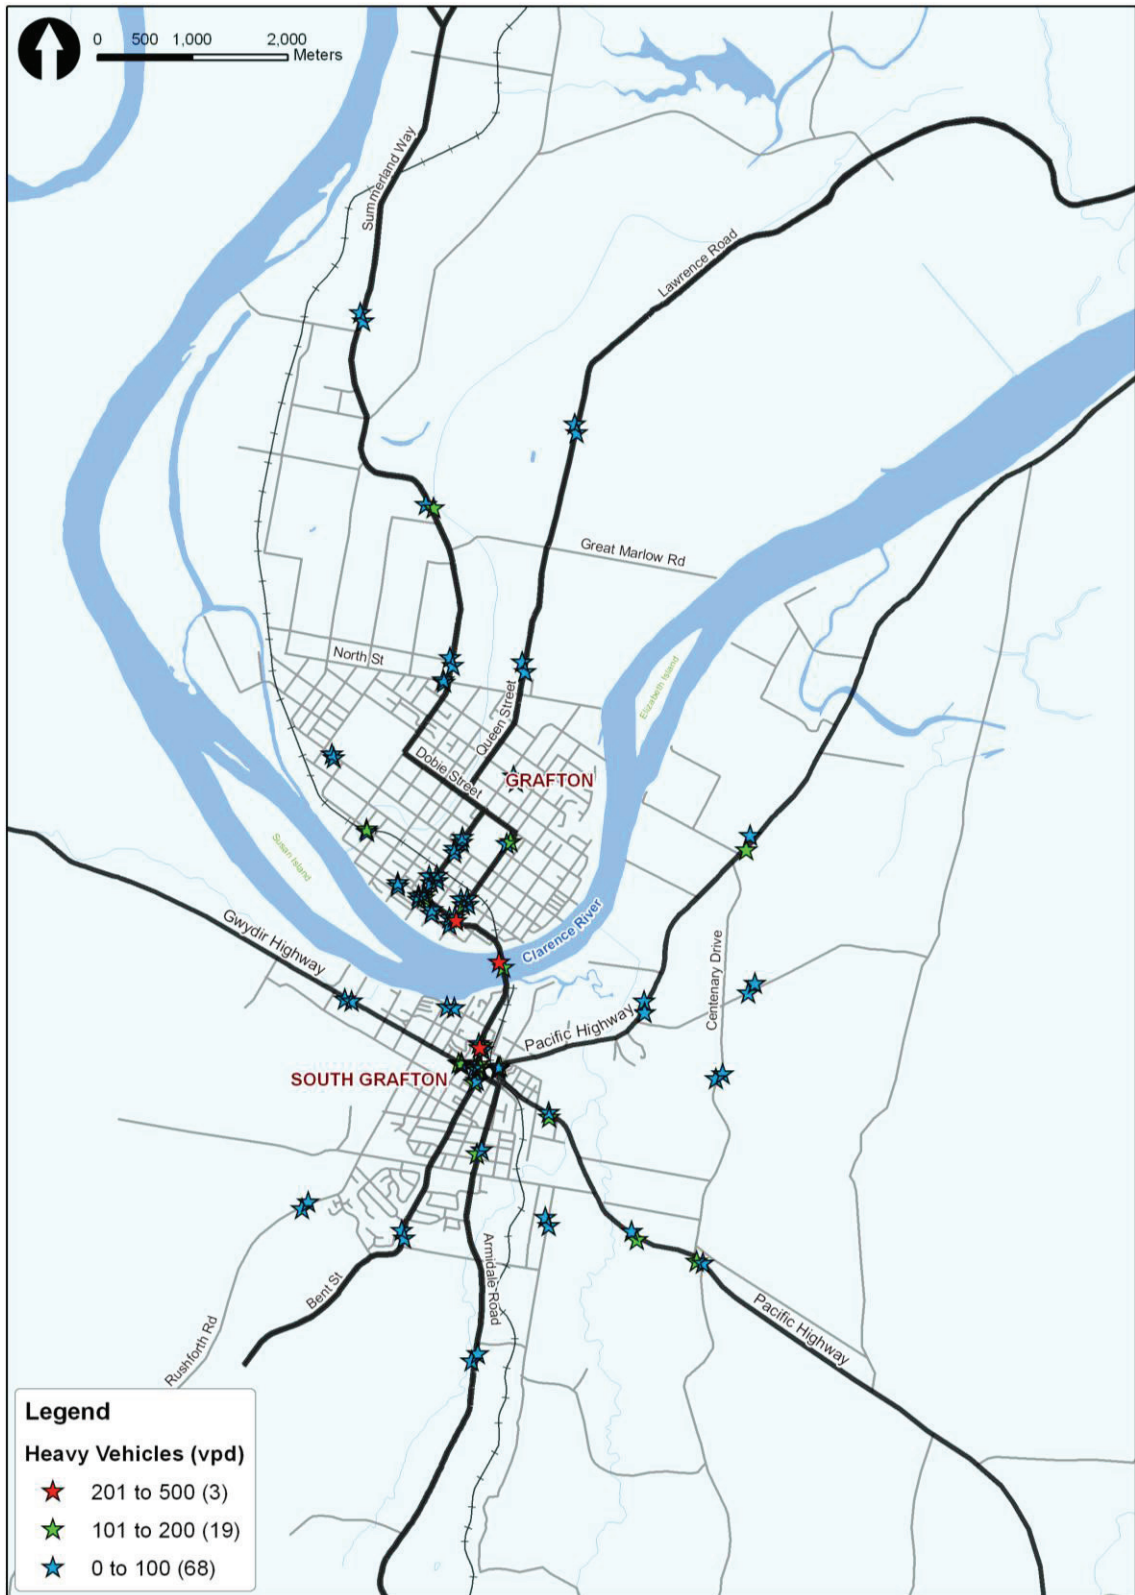 0 500 1,000 2,000
Meters
Summerland Way
Lawrence Road
Great Marlow Rd
North St
Elizabeth Island
Queen Street
Dobie Street
GRAFTON
Susan Island
Clarence River
Gwydir Highway
Centenary Drive
Pacific Highway
SOUTH GRAFTON
Armidale Road
Bent St
Pacific Highway
Rushforth Rd
Legend
Heavy Vehicles (vpd)
201 to 500 (3)
101 to 200 (19)
0 to 100 (68)